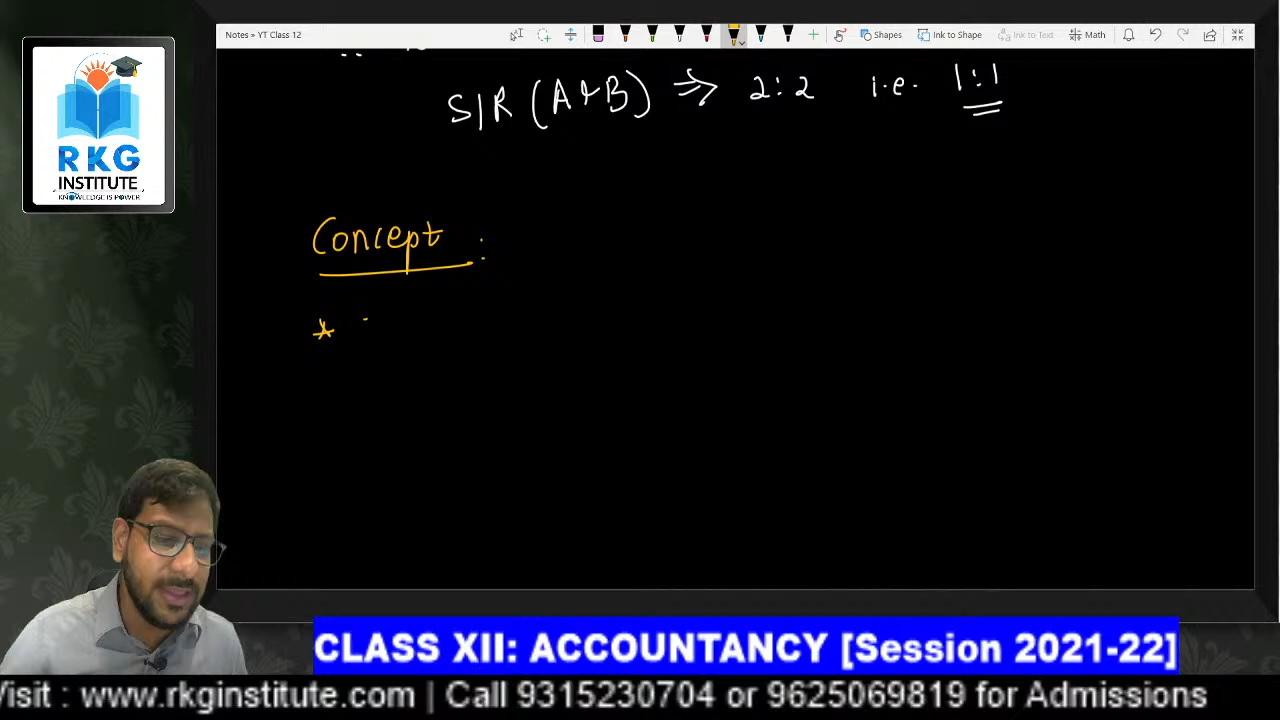 Notes » YT Class 12
Shapes
Ink to Shape
Ink to Text
Math
S/R (A & B) ⇒ 2:2 i.e. 1:1
RKG
INSTITUTE
KNOWLEDGE IS POWER
Concept :
*
CLASS XII: ACCOUNTANCY [Session 2021-22]
Visit : www.rkginstitute.com | Call 9315230704 or 9625069819 for Admissions